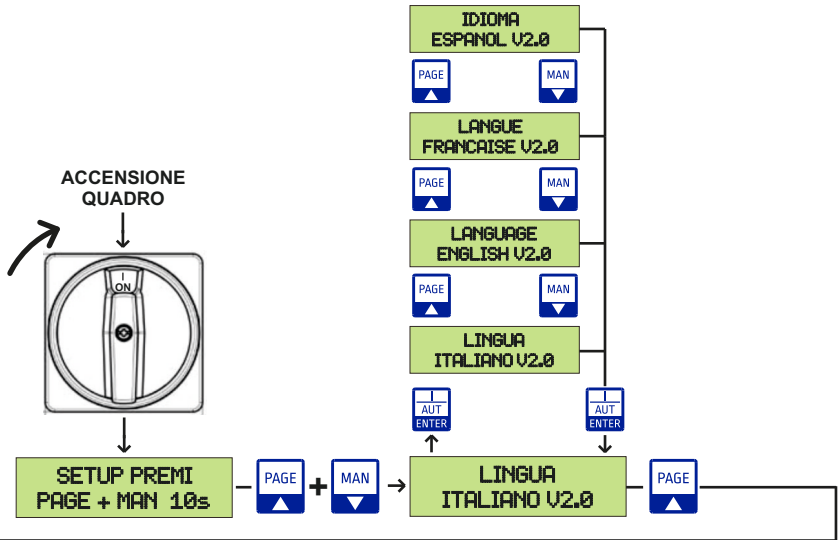 IDIOMA
ESPANOL V2.0
PAGE
MAN
LANGUE
FRANCAISE V2.0
PAGE
MAN
ACCENSIONE
QUADRO
LANGUAGE
ENGLISH V2.0
I
ON
PAGE
MAN
LINGUA
ITALIANO V2.0
I
AUT
ENTER
I
AUT
ENTER
SETUP PREMI
PAGE + MAN 10s
PAGE
+
MAN
LINGUA
ITALIANO V2.0
PAGE